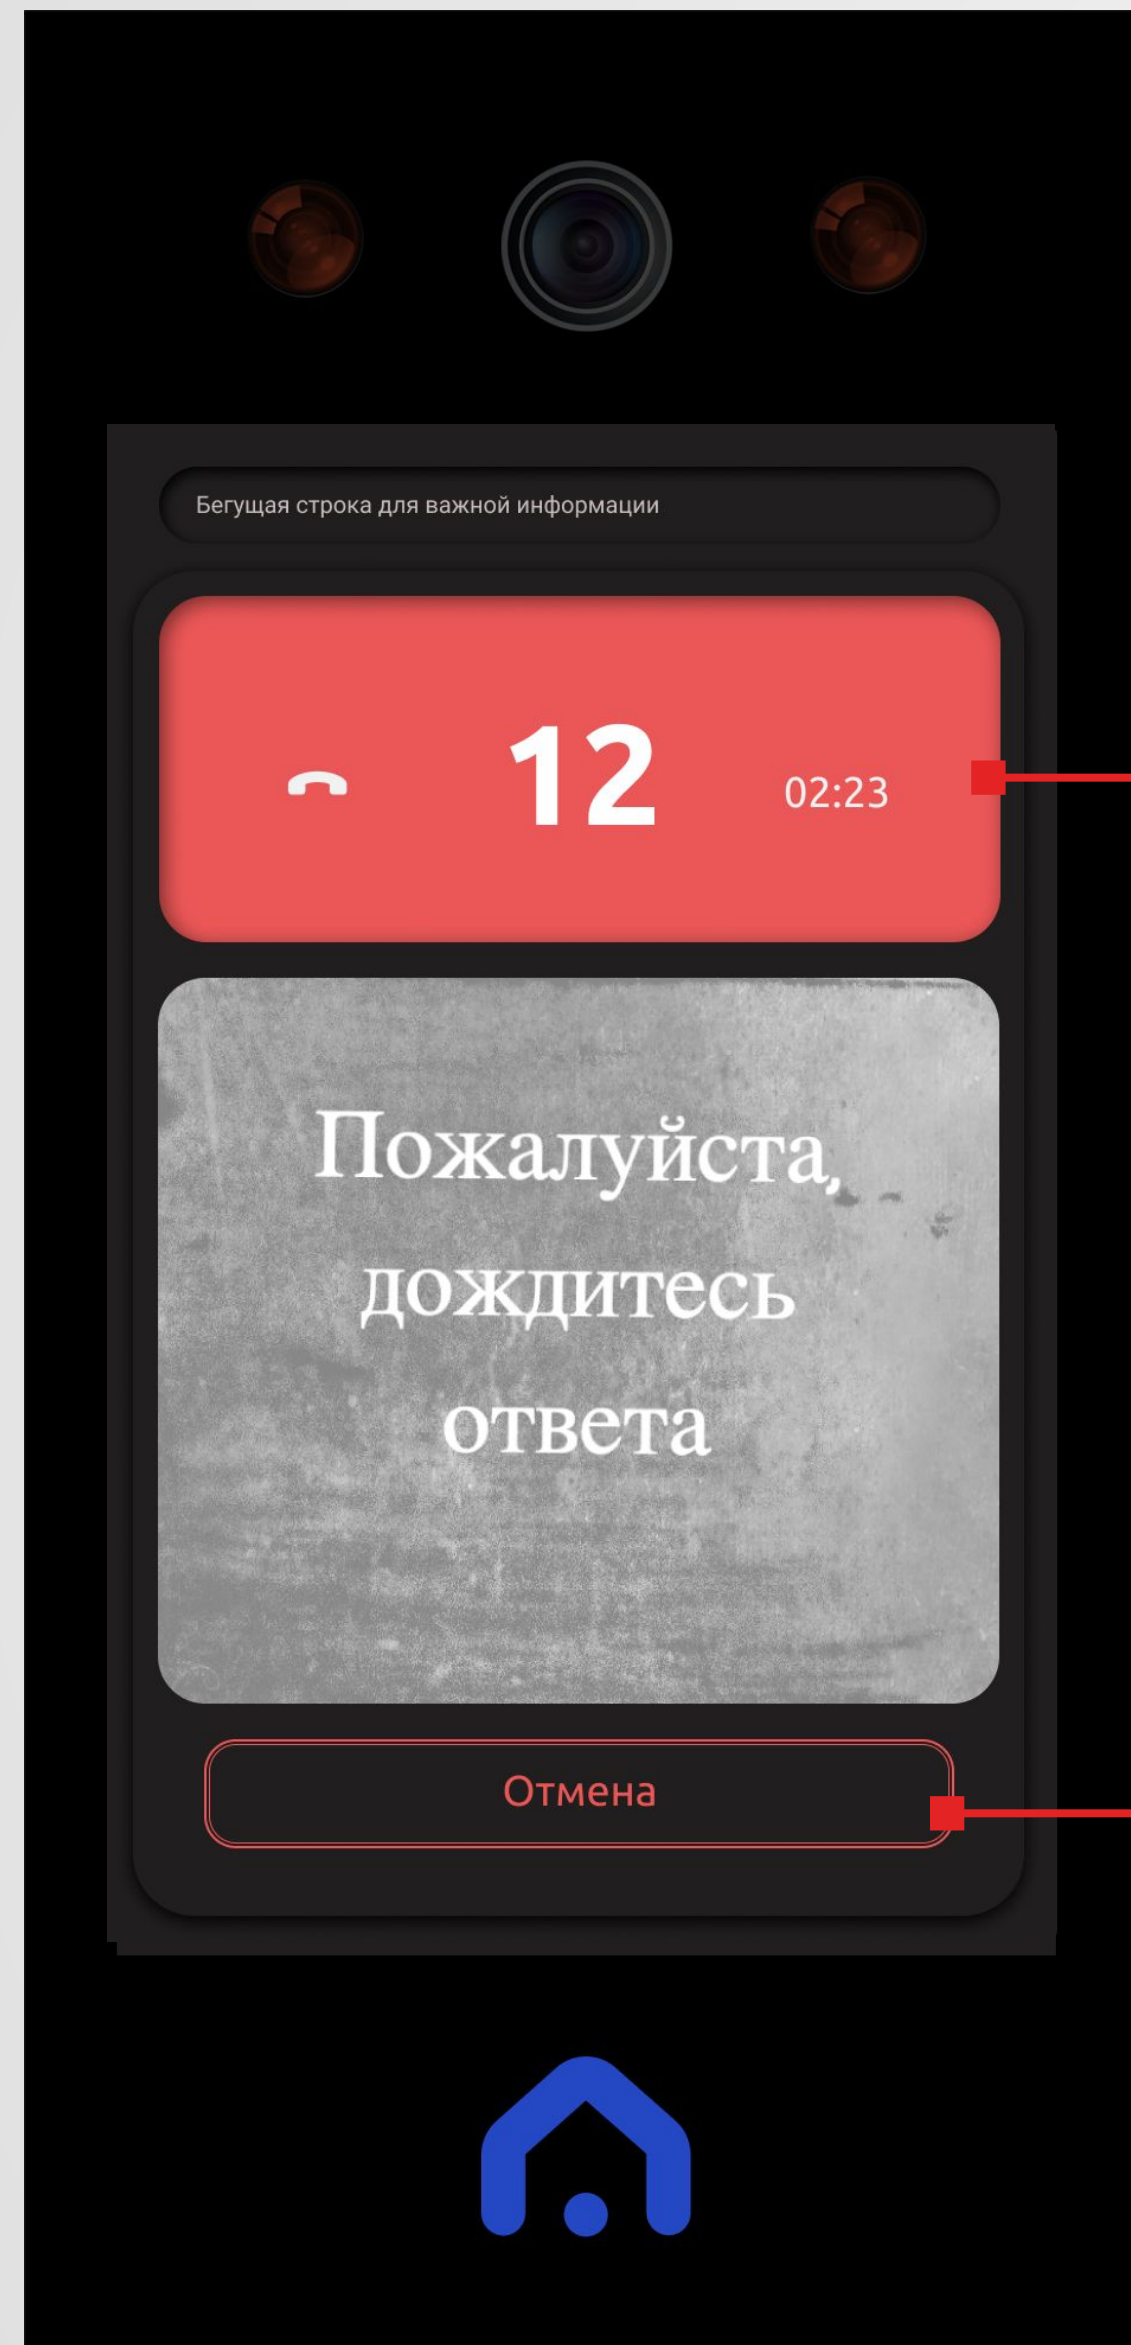 Бегущая строка для важной информации
12 02:23
Пожалуйста,
дождитесь
ответа
Отмена